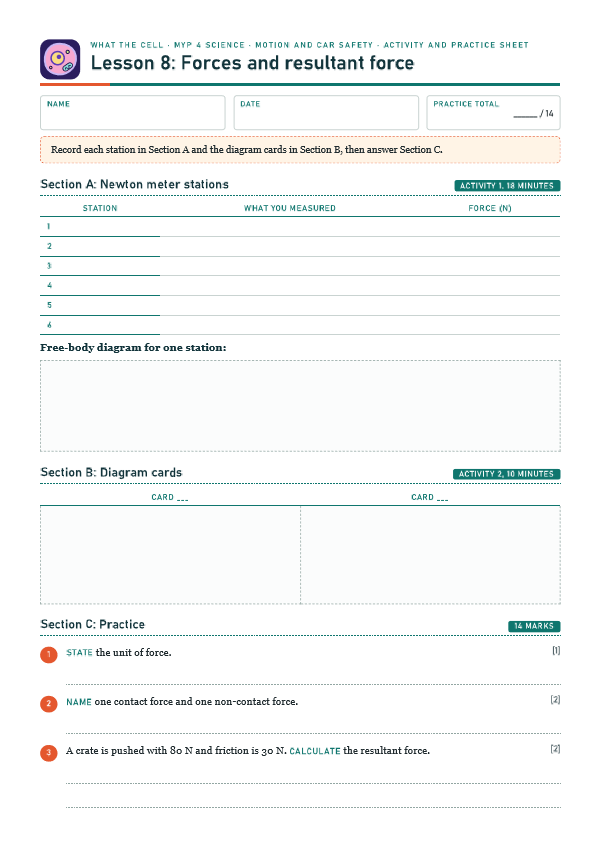 WHAT THE CELL · MYP 4 SCIENCE · MOTION AND CAR SAFETY · ACTIVITY AND PRACTICE SHEET
Lesson 8: Forces and resultant force
NAME
DATE
PRACTICE TOTAL
_____ / 14
Record each station in Section A and the diagram cards in Section B, then answer Section C.
Section A: Newton meter stations
ACTIVITY 1, 18 MINUTES
STATION WHAT YOU MEASURED FORCE (N)
1
2
3
4
5
6
Free-body diagram for one station:
Section B: Diagram cards
ACTIVITY 2, 10 MINUTES
CARD ___ CARD ___
Section C: Practice
14 MARKS
1 STATE the unit of force. [1]
2 NAME one contact force and one non-contact force. [2]
3 A crate is pushed with 80 N and friction is 30 N. CALCULATE the resultant force. [2]